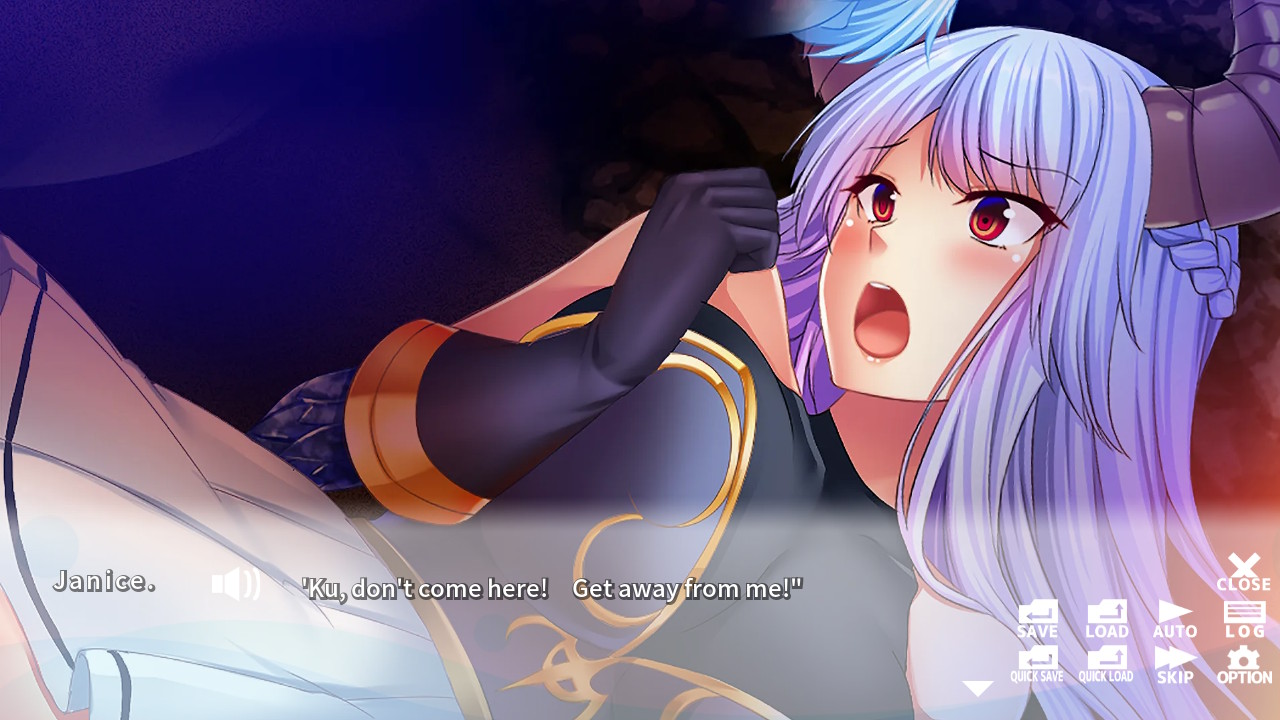 Janice.
'Ku, don't come here! Get away from me!"
CLOSE
SAVE LOAD AUTO LOG
QUICK SAVE QUICK LOAD SKIP OPTION